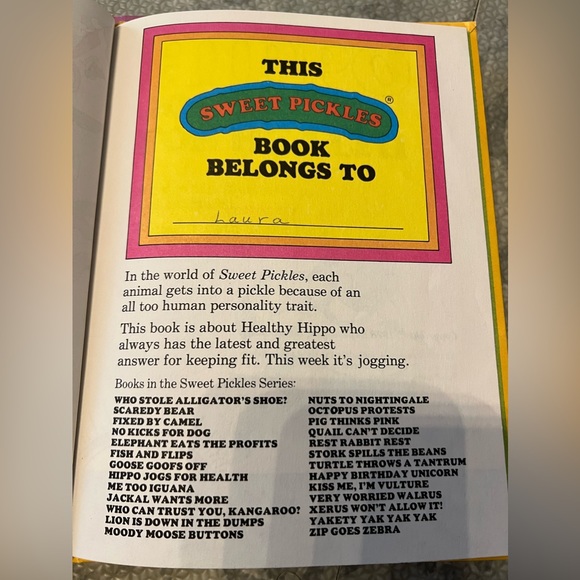 THIS
SWEET PICKLES ®
BOOK
BELONGS TO
Laura
In the world of Sweet Pickles, each
animal gets into a pickle because of an
all too human personality trait.
This book is about Healthy Hippo who
always has the latest and greatest
answer for keeping fit. This week it's jogging.
Books in the Sweet Pickles Series:
WHO STOLE ALLIGATOR'S SHOE?
SCAREDY BEAR
FIXED BY CAMEL
NO KICKS FOR DOG
ELEPHANT EATS THE PROFITS
FISH AND FLIPS
GOOSE GOOFS OFF
HIPPO JOGS FOR HEALTH
ME TOO IGUANA
JACKAL WANTS MORE
WHO CAN TRUST YOU, KANGAROO?
LION IS DOWN IN THE DUMPS
MOODY MOOSE BUTTONS
NUTS TO NIGHTINGALE
OCTOPUS PROTESTS
PIG THINKS PINK
QUAIL CAN'T DECIDE
REST RABBIT REST
STORK SPILLS THE BEANS
TURTLE THROWS A TANTRUM
HAPPY BIRTHDAY UNICORN
KISS ME, I'M VULTURE
VERY WORRIED WALRUS
XERUS WON'T ALLOW IT!
YAKETY YAK YAK YAK
ZIP GOES ZEBRA